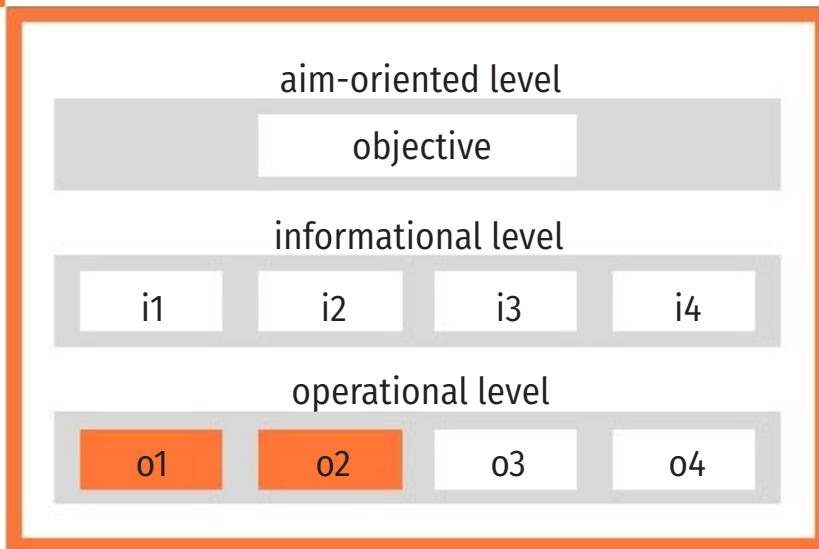 aim-oriented level
objective
informational level
i1 i2 i3 i4
operational level
o1 o2 o3 o4